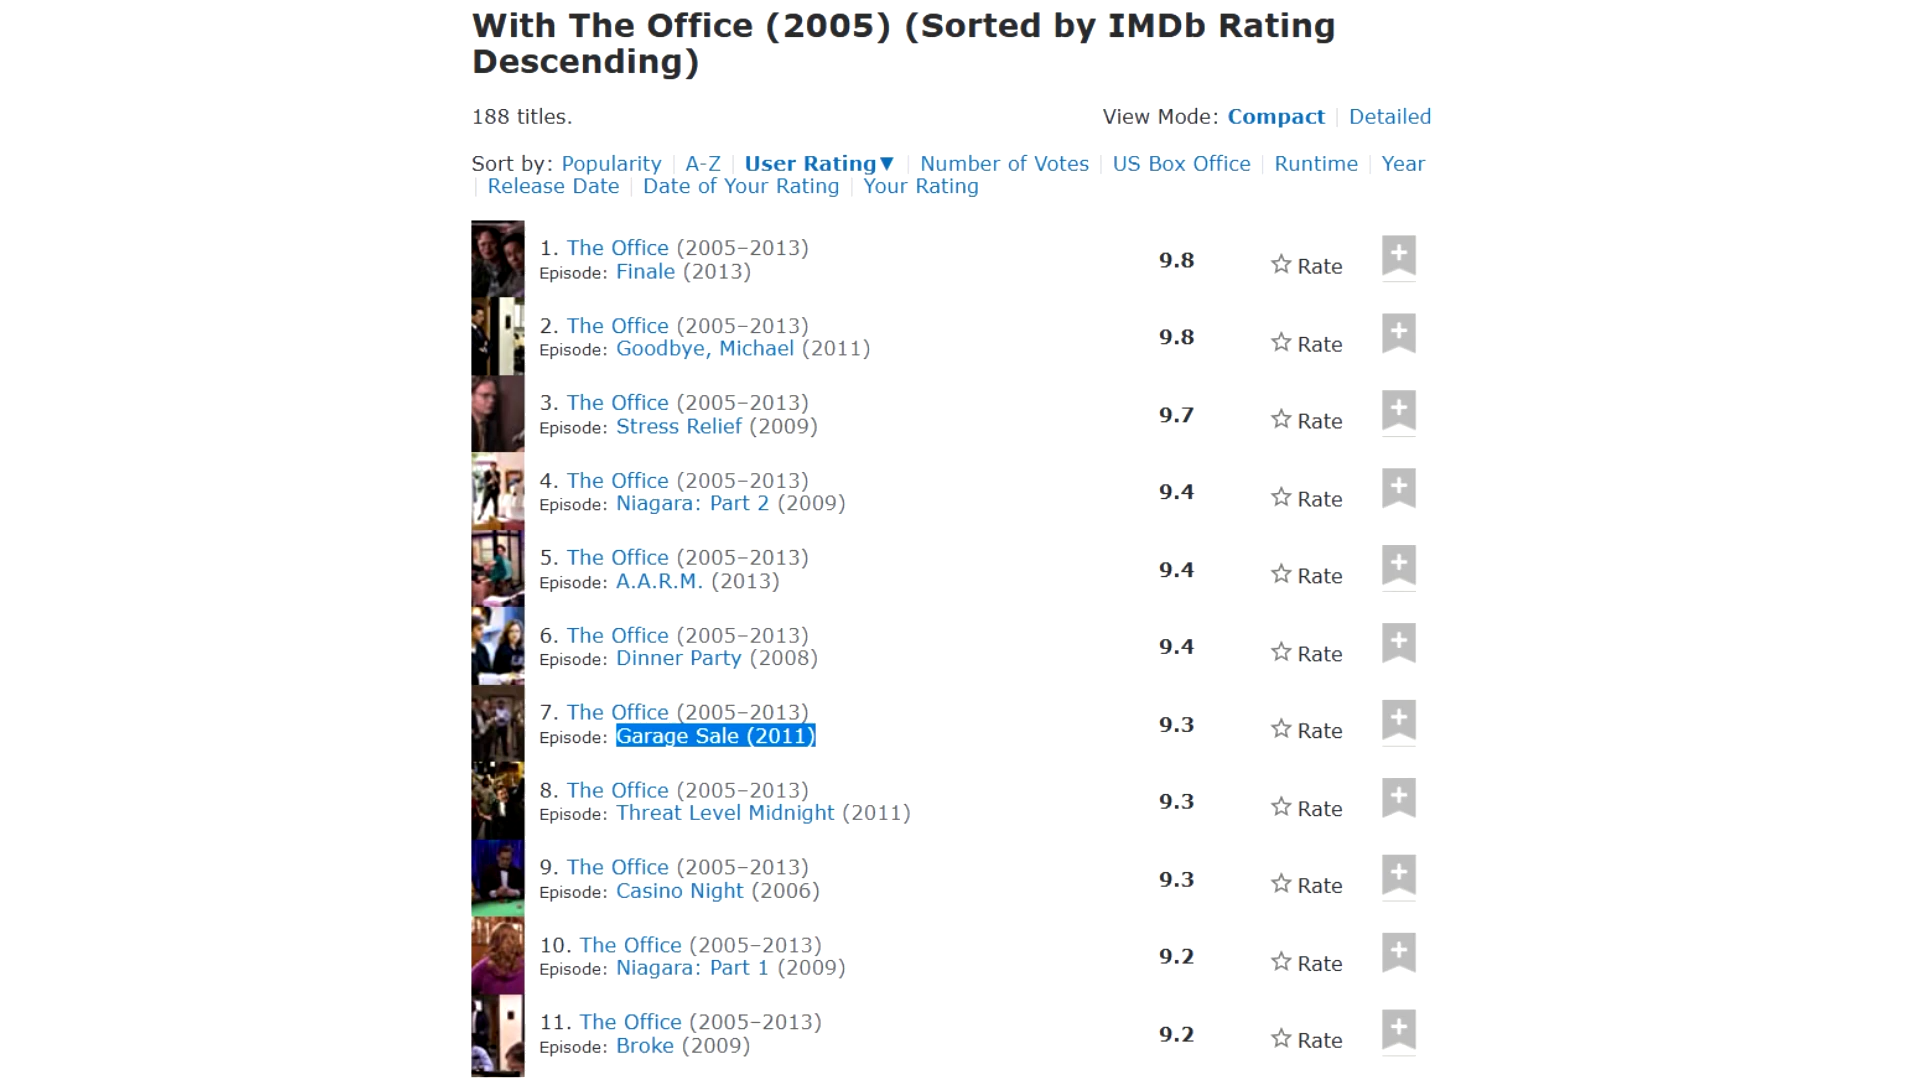 With The Office (2005) (Sorted by IMDb Rating
Descending)
188 titles.
View Mode: Compact | Detailed
Sort by: Popularity | A-Z | User Rating▼ | Number of Votes | US Box Office | Runtime | Year
| Release Date | Date of Your Rating | Your Rating
1. The Office (2005–2013)
Episode: Finale (2013)
9.8
Rate
2. The Office (2005–2013)
Episode: Goodbye, Michael (2011)
9.8
Rate
3. The Office (2005–2013)
Episode: Stress Relief (2009)
9.7
Rate
4. The Office (2005–2013)
Episode: Niagara: Part 2 (2009)
9.4
Rate
5. The Office (2005–2013)
Episode: A.A.R.M. (2013)
9.4
Rate
6. The Office (2005–2013)
Episode: Dinner Party (2008)
9.4
Rate
7. The Office (2005–2013)
Episode: Garage Sale (2011)
9.3
Rate
8. The Office (2005–2013)
Episode: Threat Level Midnight (2011)
9.3
Rate
9. The Office (2005–2013)
Episode: Casino Night (2006)
9.3
Rate
10. The Office (2005–2013)
Episode: Niagara: Part 1 (2009)
9.2
Rate
11. The Office (2005–2013)
Episode: Broke (2009)
9.2
Rate